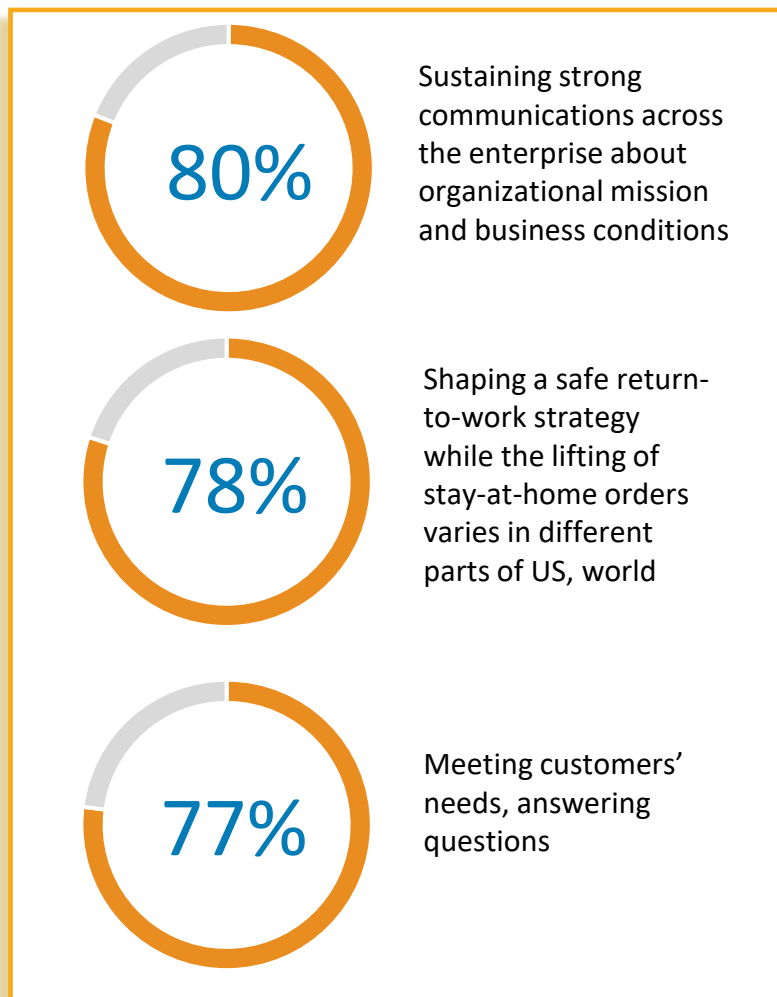 80%
Sustaining strong
communications across
the enterprise about
organizational mission
and business conditions
78%
Shaping a safe return-
to-work strategy
while the lifting of
stay-at-home orders
varies in different
parts of US, world
77%
Meeting customers’
needs, answering
questions